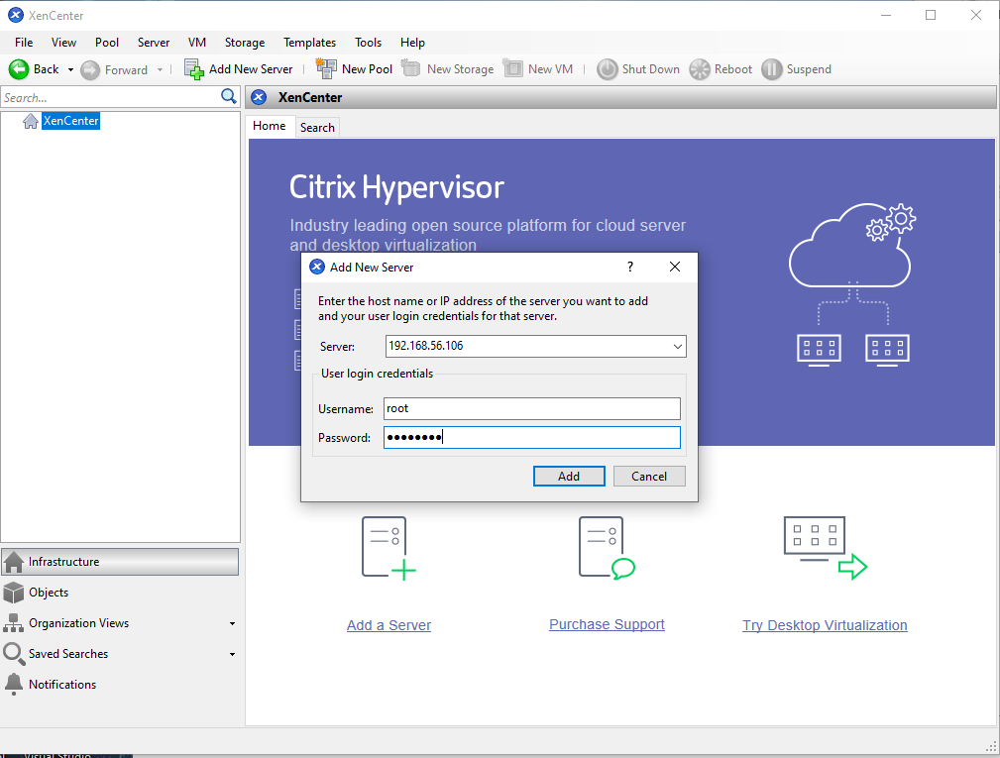 XenCenter
File View Pool Server VM Storage Templates Tools Help
Back Forward Add New Server New Pool New Storage New VM Shut Down Reboot Suspend
Search...
XenCenter
XenCenter
Home Search
Citrix Hypervisor
Industry leading open source platform for cloud server
and desktop virtualization
Add New Server
?
Enter the host name or IP address of the server you want to add
and your user login credentials for that server.
Server: 192.168.56.106
User login credentials
Username: root
Password: ●●●●●●●●
Add Cancel
Add a Server Purchase Support Try Desktop Virtualization
Infrastructure
Objects
Organization Views
Saved Searches
Notifications